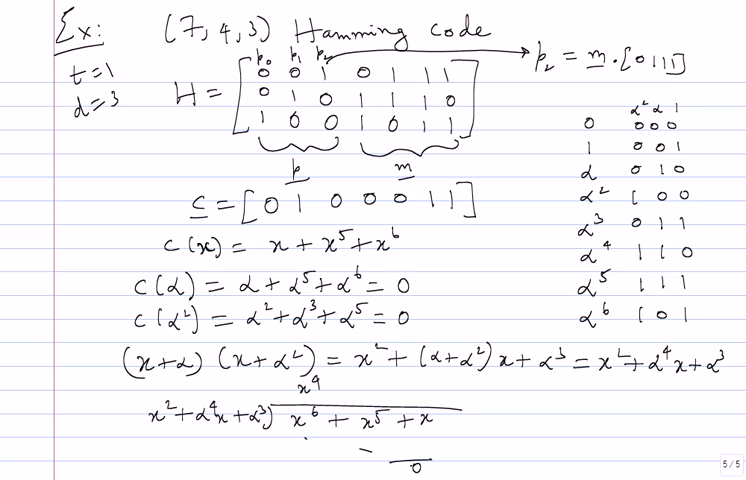 Ex: (7, 4, 3) Hamming code
t=1
d=3
p₀ p₁ p₂ → p₂ = m · [0 1 1 1]
H = [0 0 1 0 1 1 1
0 1 0 1 1 1 0
1 0 0 1 0 1 1]
p m
c = [0 1 0 0 0 1 1]
c(x) = x + x⁵ + x⁶
c(α) = α + α⁵ + α⁶ = 0
c(α²) = α² + α³ + α⁵ = 0
α² α 1
0 0 0 0
1 0 0 1
α 0 1 0
α² 1 0 0
α³ 0 1 1
α⁴ 1 1 0
α⁵ 1 1 1
α⁶ 1 0 1
(x+α) (x+α²) = x² + (α+α²) x + α³ = x² + α⁴x + α³
x⁴
x² + α⁴x + α³) x⁶ + x⁵ + x
–
0
5 / 5